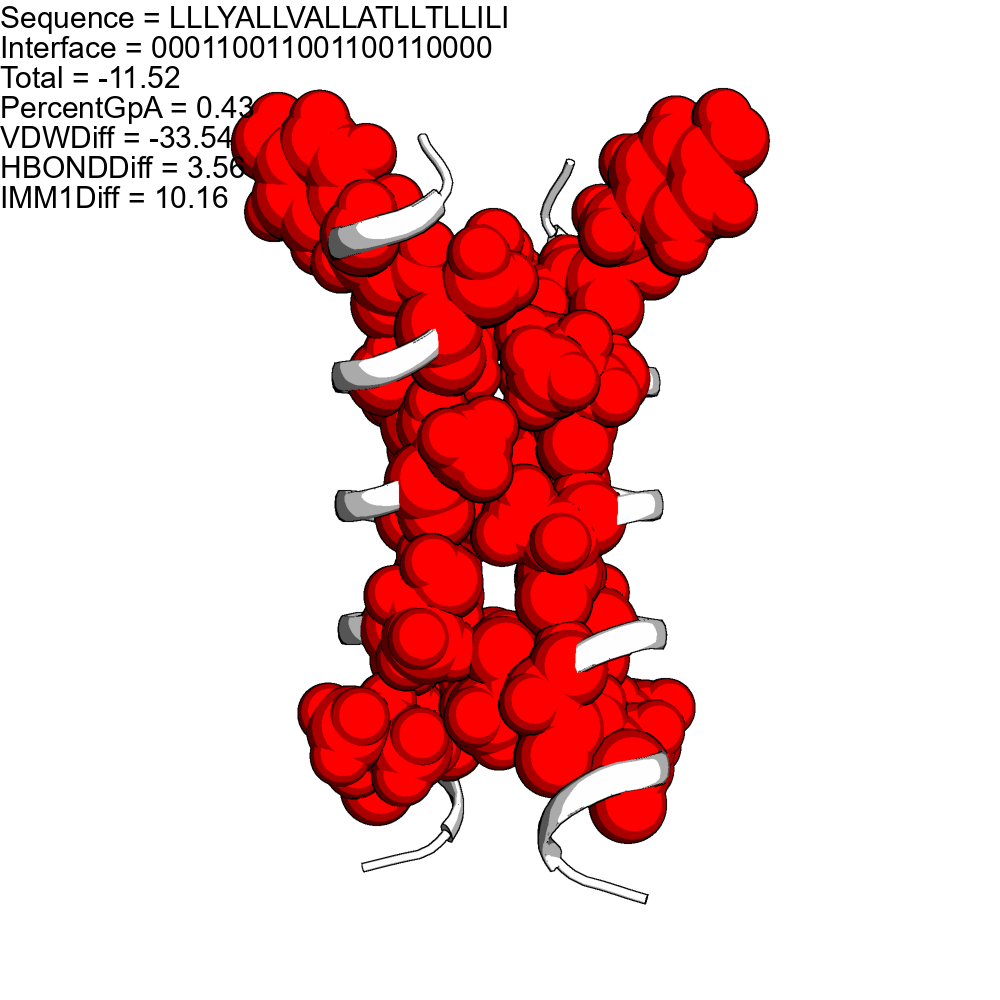 Sequence = LLLYALLVALLATLLTLLILI
Interface = 000110011001100110000
Total = -11.52
PercentGpA = 0.43
VDWDiff = -33.54
HBONDDiff = 3.56
IMM1Diff = 10.16